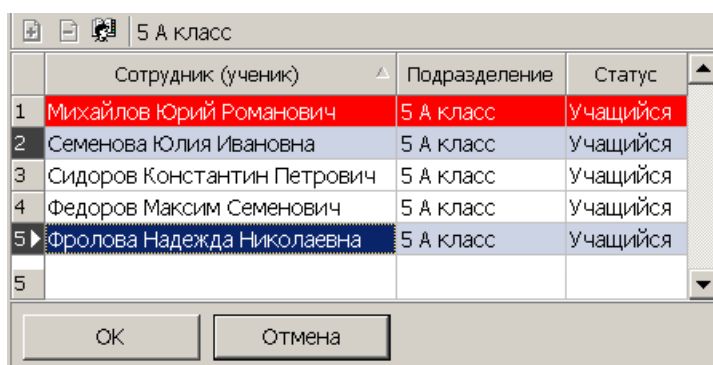 5 А класс
Сотрудник (ученик) Подразделение Статус
1 Михайлов Юрий Романович 5 А класс Учащийся
2 Семенова Юлия Ивановна 5 А класс Учащийся
3 Сидоров Константин Петрович 5 А класс Учащийся
4 Федоров Максим Семенович 5 А класс Учащийся
5 Фролова Надежда Николаевна 5 А класс Учащийся
5
ОК Отмена